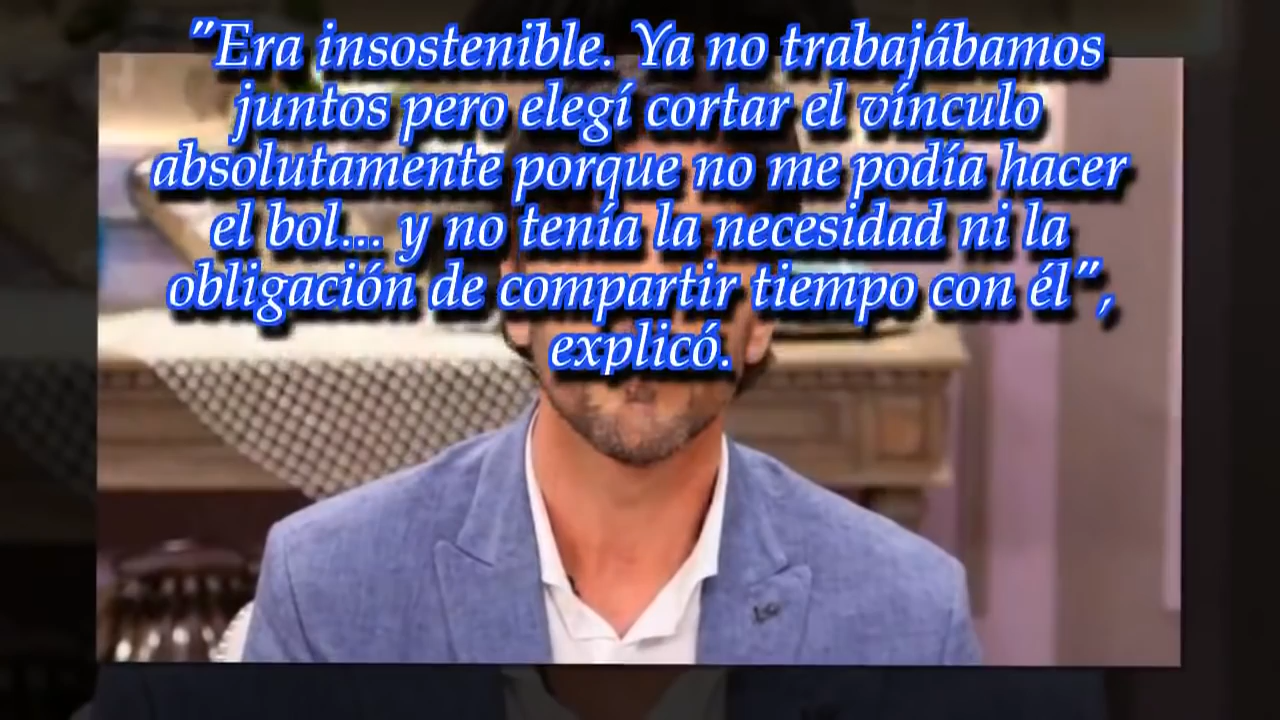 "Era insostenible. Ya no trabajábamos
juntos pero elegí cortar el vínculo
absolutamente porque no me podía hacer
el bol... y no tenía la necesidad ni la
obligación de compartir tiempo con él",
explicó.